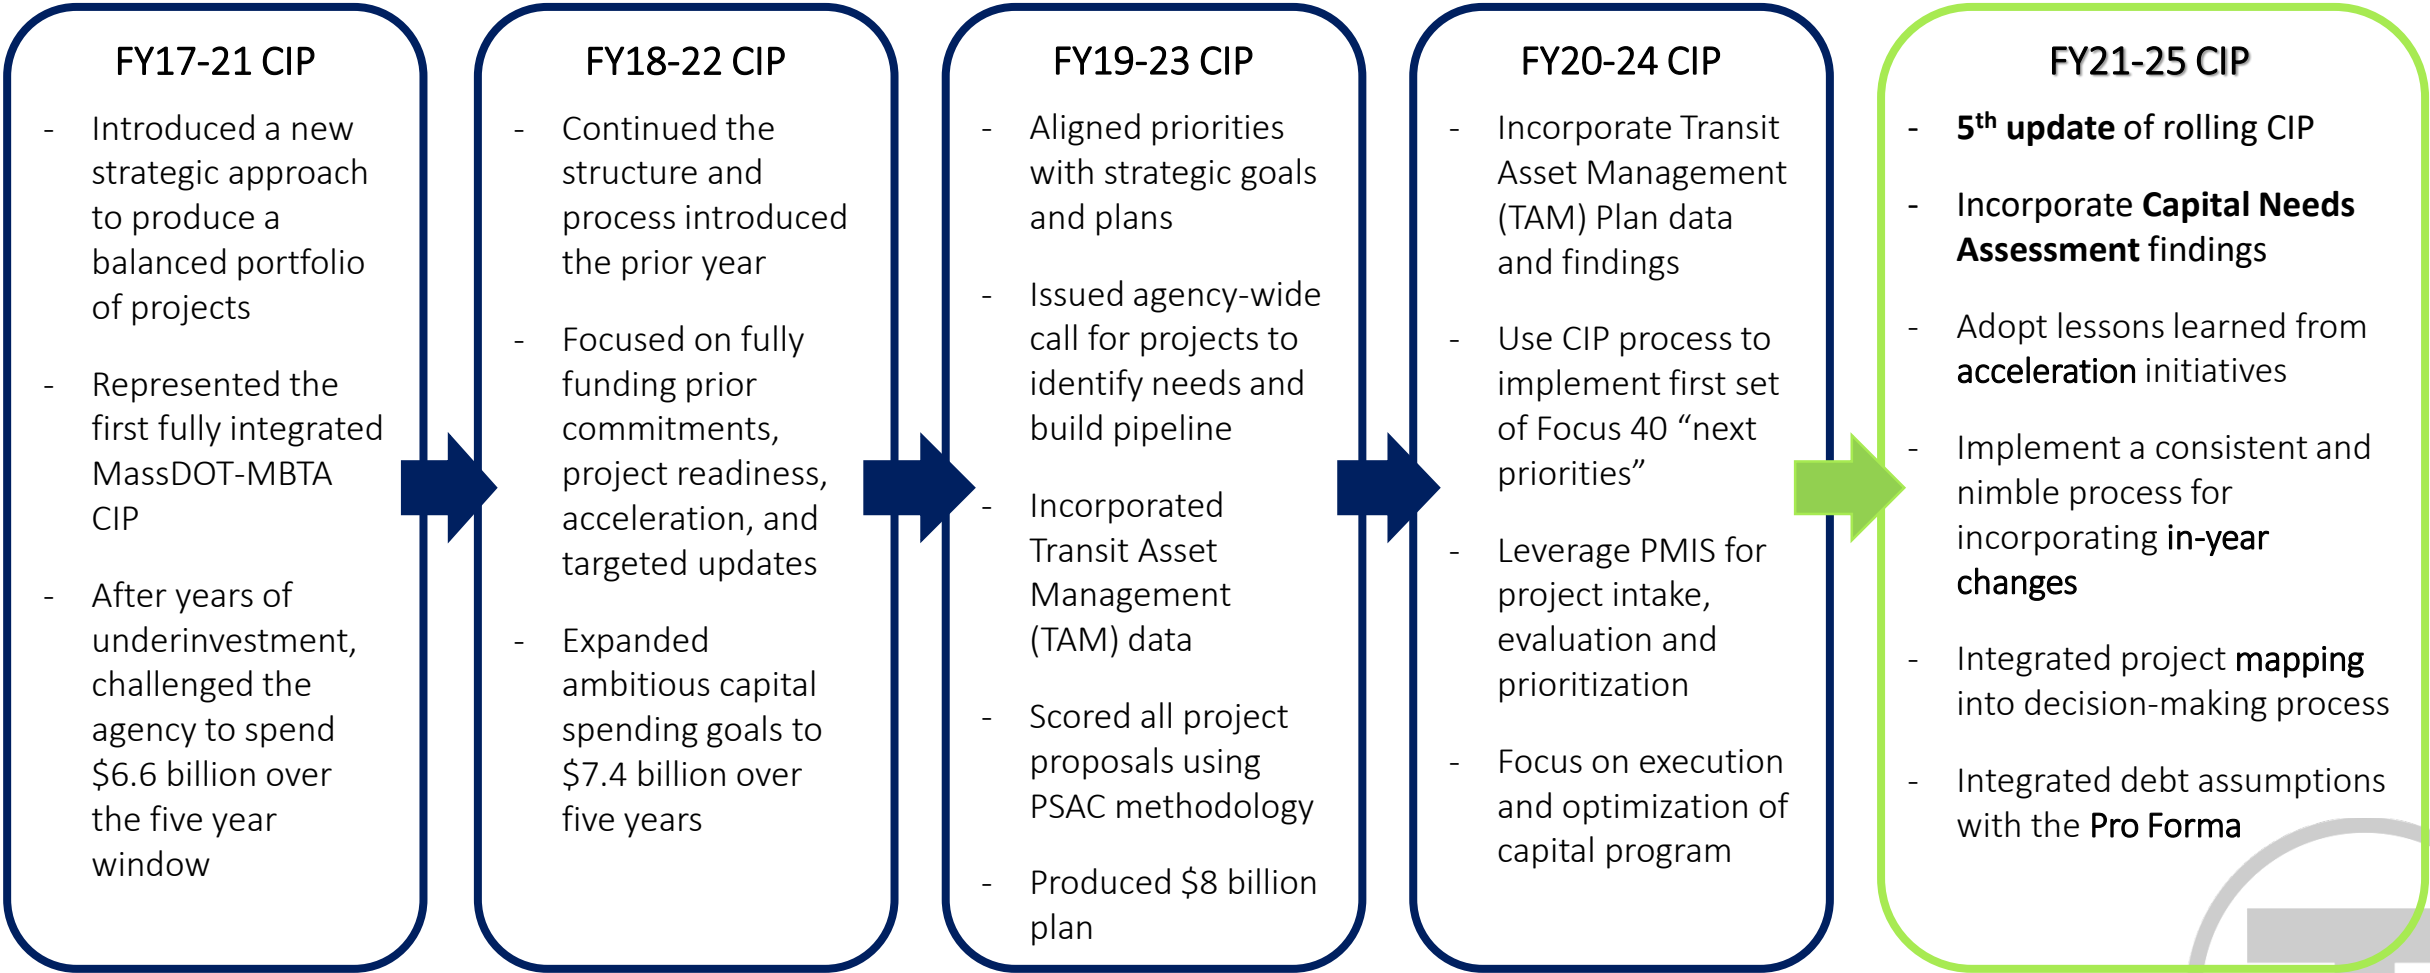 FY17-21 CIP
- Introduced a new
strategic approach
to produce a
balanced portfolio
of projects
- Represented the
first fully integrated
MassDOT-MBTA
CIP
- After years of
underinvestment,
challenged the
agency to spend
$6.6 billion over
the five year
window
FY18-22 CIP
- Continued the
structure and
process introduced
the prior year
- Focused on fully
funding prior
commitments,
project readiness,
acceleration, and
targeted updates
- Expanded
ambitious capital
spending goals to
$7.4 billion over
five years
FY19-23 CIP
- Aligned priorities
with strategic goals
and plans
- Issued agency-wide
call for projects to
identify needs and
build pipeline
- Incorporated
Transit Asset
Management
(TAM) data
- Scored all project
proposals using
PSAC methodology
- Produced $8 billion
plan
FY20-24 CIP
- Incorporate Transit
Asset Management
(TAM) Plan data
and findings
- Use CIP process to
implement first set
of Focus 40 “next
priorities”
- Leverage PMIS for
project intake,
evaluation and
prioritization
- Focus on execution
and optimization of
capital program
FY21-25 CIP
- 5th update of rolling CIP
- Incorporate Capital Needs
Assessment findings
- Adopt lessons learned from
acceleration initiatives
- Implement a consistent and
nimble process for
incorporating in-year
changes
- Integrated project mapping
into decision-making process
- Integrated debt assumptions
with the Pro Forma